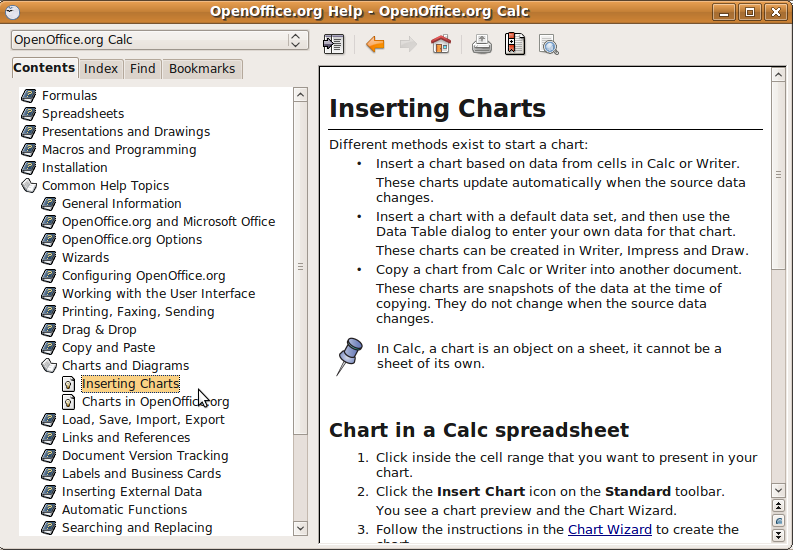 OpenOffice.org Help - OpenOffice.org Calc
OpenOffice.org Calc
Contents Index Find Bookmarks
Formulas
Spreadsheets
Presentations and Drawings
Macros and Programming
Installation
Common Help Topics
General Information
OpenOffice.org and Microsoft Office
OpenOffice.org Options
Wizards
Configuring OpenOffice.org
Working with the User Interface
Printing, Faxing, Sending
Drag & Drop
Copy and Paste
Charts and Diagrams
Inserting Charts
Charts in OpenOffice.org
Load, Save, Import, Export
Links and References
Document Version Tracking
Labels and Business Cards
Inserting External Data
Automatic Functions
Searching and Replacing
Inserting Charts
Different methods exist to start a chart:
• Insert a chart based on data from cells in Calc or Writer.
These charts update automatically when the source data
changes.
• Insert a chart with a default data set, and then use the
Data Table dialog to enter your own data for that chart.
These charts can be created in Writer, Impress and Draw.
• Copy a chart from Calc or Writer into another document.
These charts are snapshots of the data at the time of
copying. They do not change when the source data
changes.
In Calc, a chart is an object on a sheet, it cannot be a
sheet of its own.
Chart in a Calc spreadsheet
1. Click inside the cell range that you want to present in your
chart.
2. Click the Insert Chart icon on the Standard toolbar.
You see a chart preview and the Chart Wizard.
3. Follow the instructions in the Chart Wizard to create the
chart.